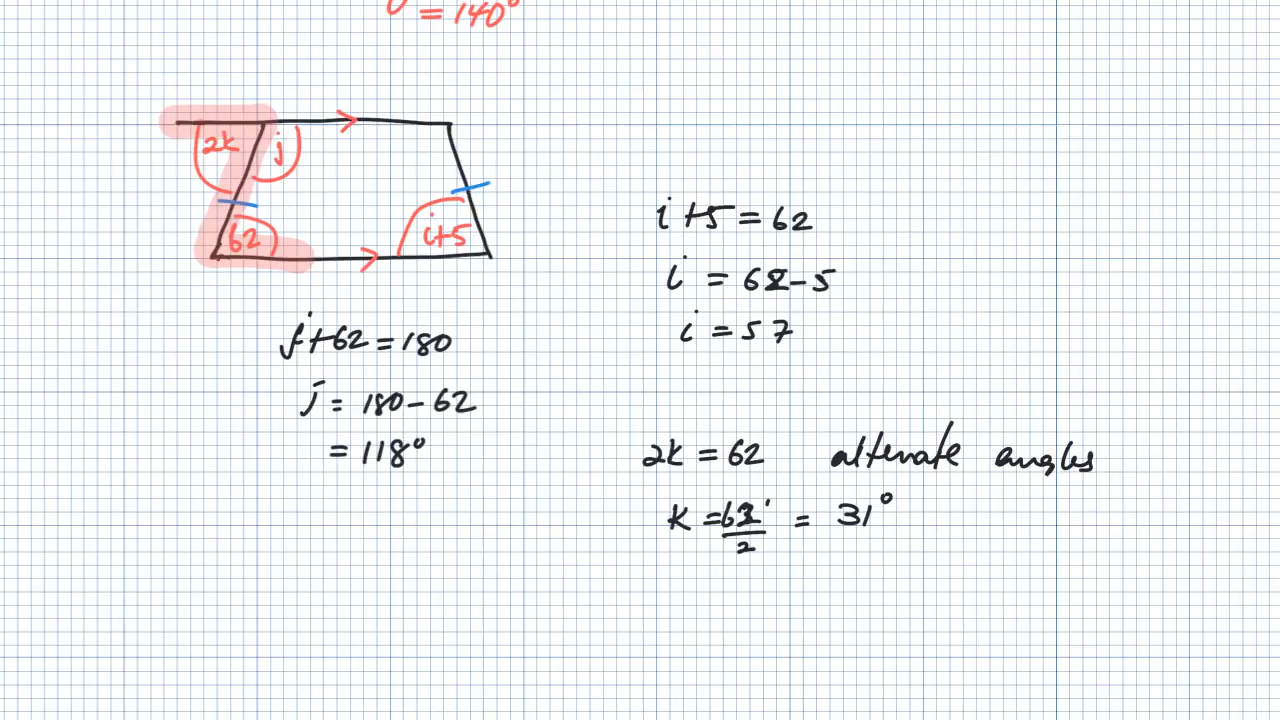 = 140°
2k j
62 i+5
i+5 = 62
i = 62-5
i = 57
j+62 = 180
j = 180-62
= 118°
2k = 62 alternate angles
k = 62/2 = 31°